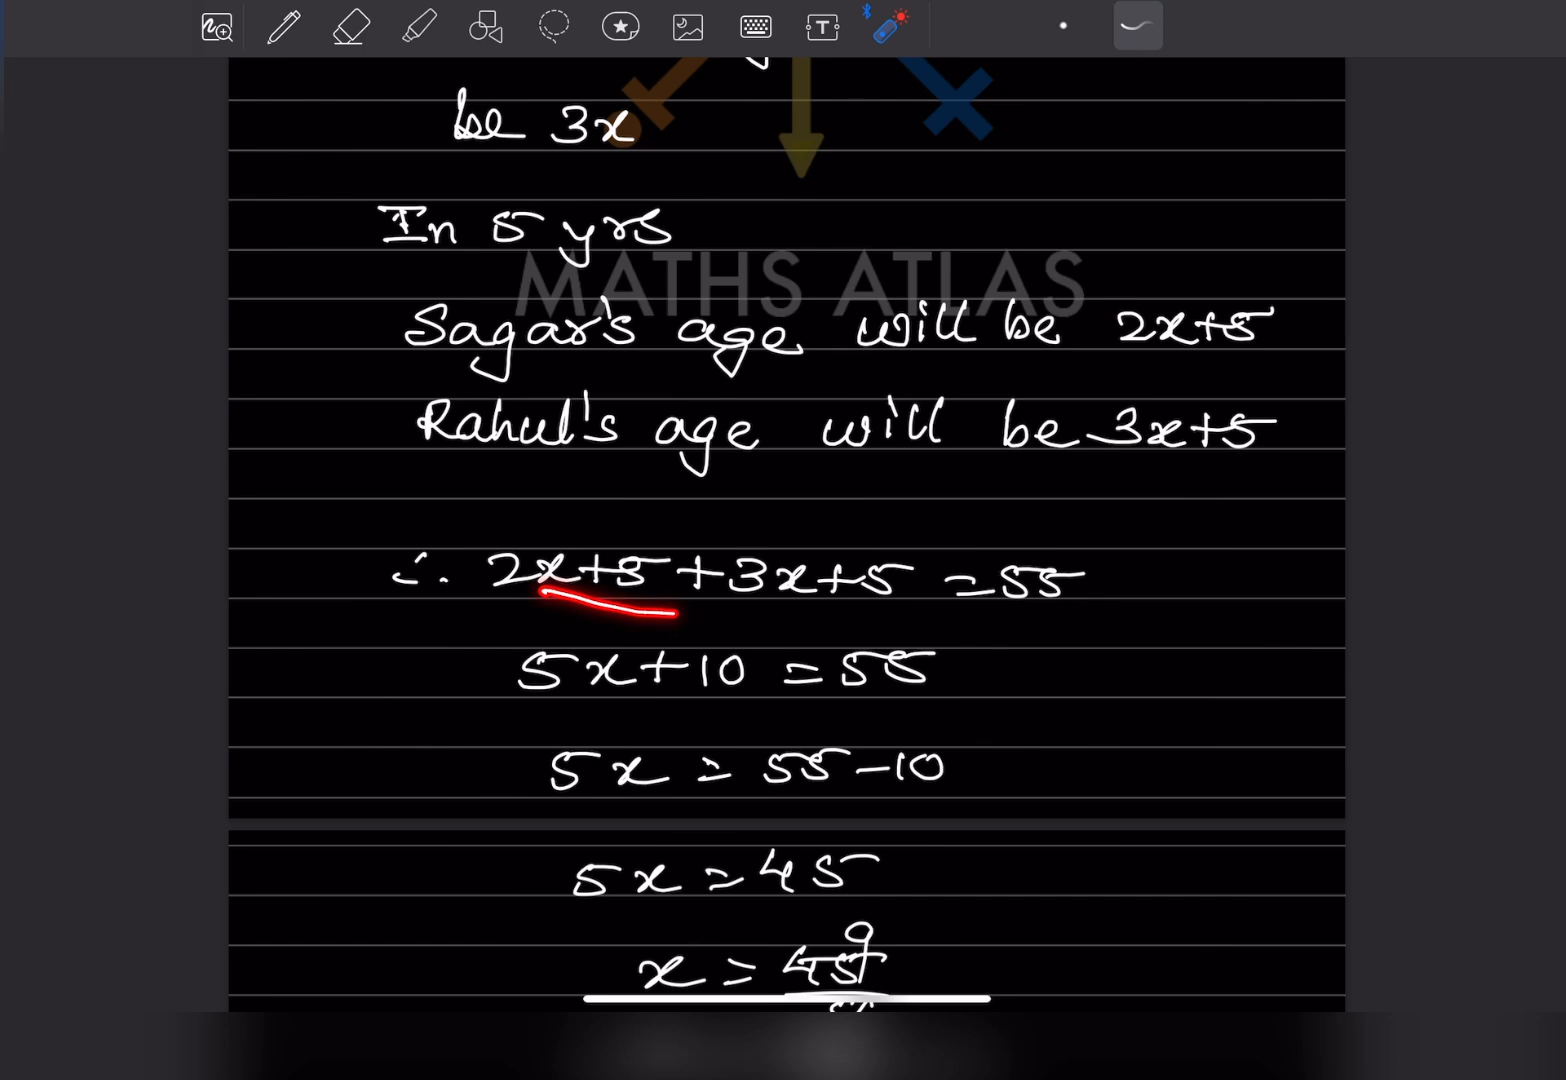 be 3x
In 5 yrs
MATHS ATLAS
Sagar's age will be 2x+5
Rahul's age will be 3x+5
∴ 2x+5+3x+5 = 55
5x+10 = 55
5x = 55-10
5x = 45
9
x = 45